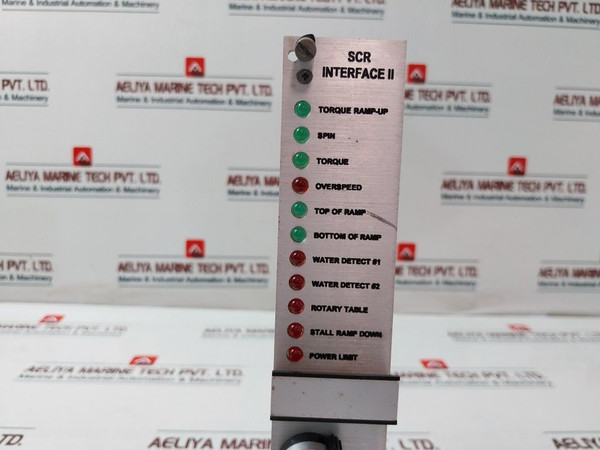 SCR
INTERFACE II
TORQUE RAMP-UP
SPIN
TORQUE
OVERSPEED
TOP OF RAMP
BOTTOM OF RAMP
WATER DETECT #1
WATER DETECT #2
ROTARY TABLE
STALL RAMP DOWN
POWER LIMIT
AELIYA MARINE TECH PVT. LTD.
Marine & Industrial Automation & Machinery